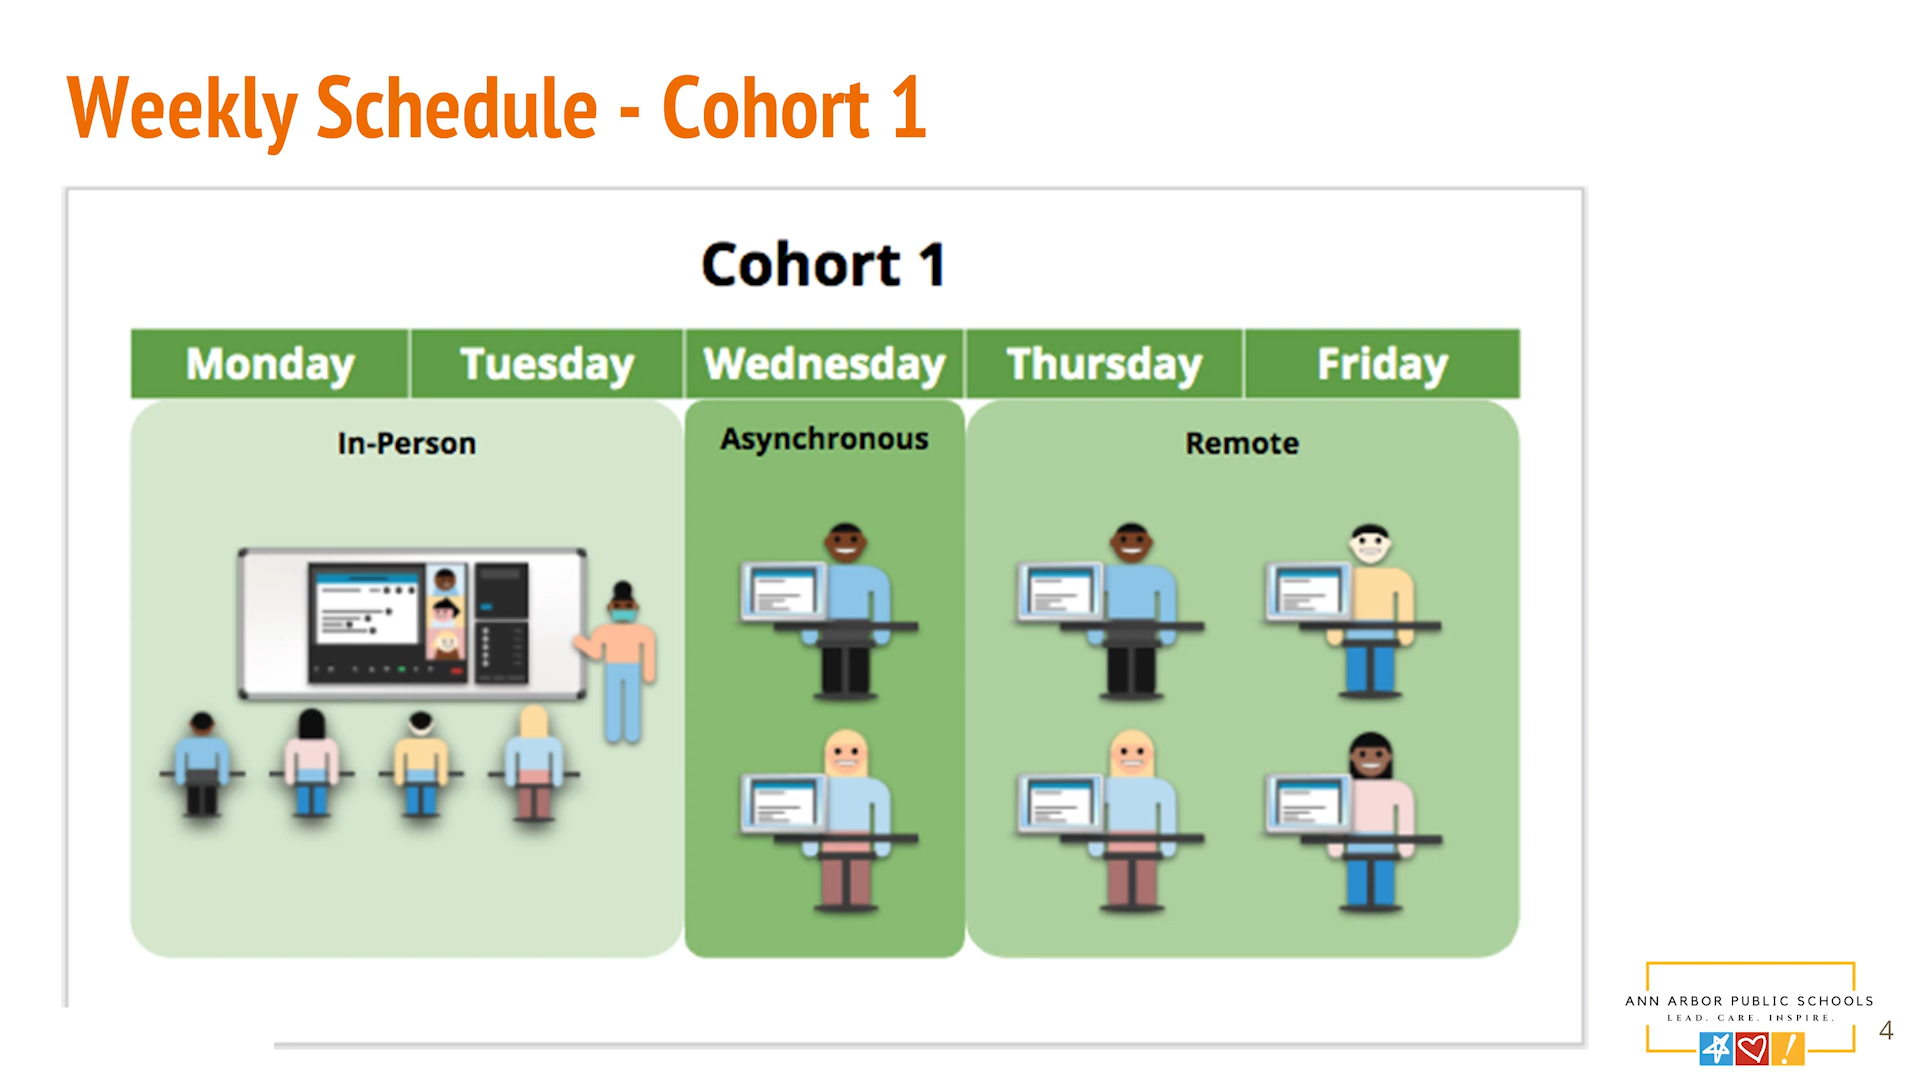 Weekly Schedule - Cohort 1
Cohort 1
Monday Tuesday Wednesday Thursday Friday
In-Person Asynchronous Remote
ANN ARBOR PUBLIC SCHOOLS
LEAD. CARE. INSPIRE.
4